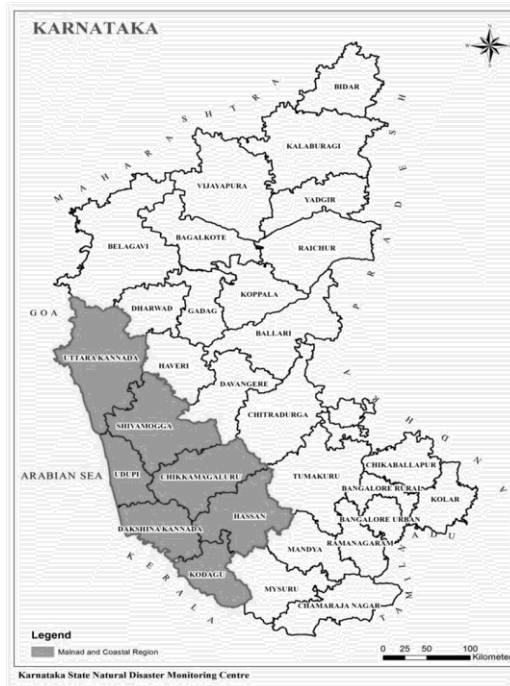 KARNATAKA
BIDAR
KALABURAGI
MAHARASHTRA
VIJAYAPURA
YADGIR
BAGALKOTE
RAICHUR
BELAGAVI
KOPPALA
GOA
DHARWAD
GADAG
BALLARI
ANDHRA PRADESH
UTTARA KANNADA
HAVERI
DAVANGERE
CHITRADURGA
SHIVAMOGGA
ARABIAN SEA
UDUPI
CHIKKAMAGALURU
TUMAKURU
CHIKABALLAPUR
BANGALORE RURAL
KOLAR
BANGALORE URBAN
HASSAN
DAKSHINA KANNADA
RAMANAGARAM
MANDYA
TAMILNADU
KODAGU
KERALA
MYSURU
CHAMARAJA NAGAR
Legend
Malnad and Coastal Region
0 25 50 100
Kilometer
Karnataka State Natural Disaster Monitoring Centre